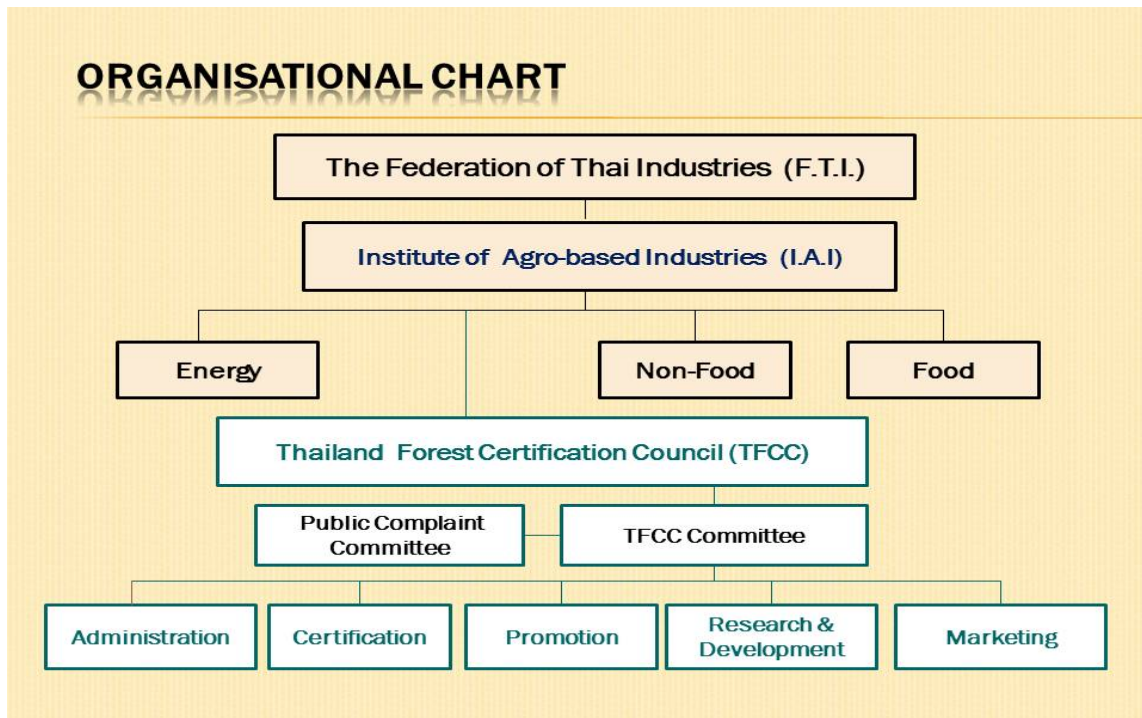 ORGANISATIONAL CHART
The Federation of Thai Industries (F.T.I.)
Institute of Agro-based Industries (I.A.I)
Energy
Non-Food
Food
Thailand Forest Certification Council (TFCC)
Public Complaint
Committee
TFCC Committee
Administration
Certification
Promotion
Research &
Development
Marketing